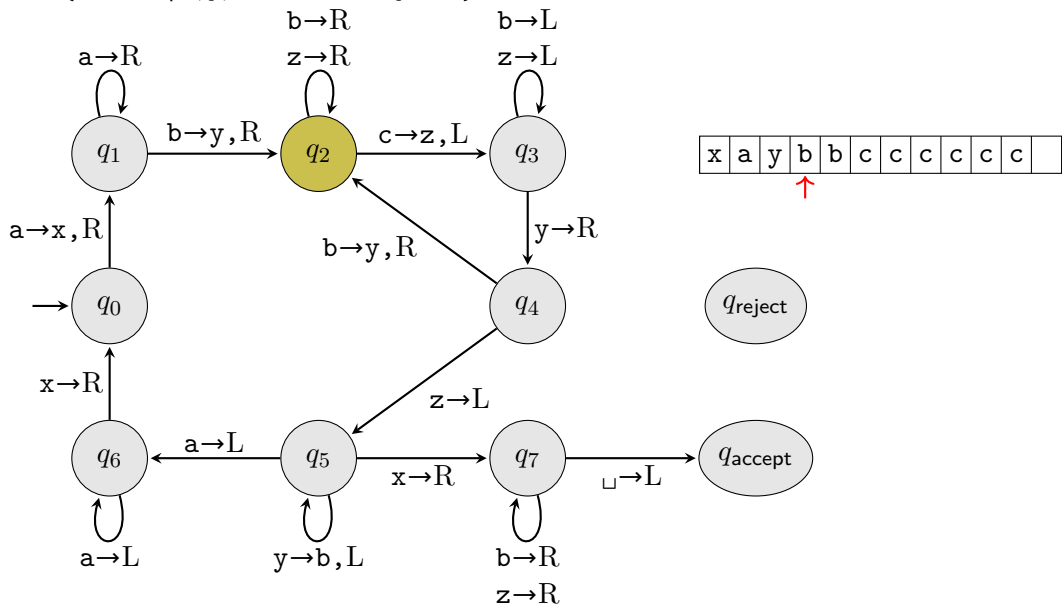 b→R
z→R
b→L
z→L
a→R
q1
b→y,R
q2
c→z,L
q3
x a y b b c c c c c c
a→x,R
b→y,R
y→R
q0
q4
qreject
x→R
z→L
q6
a→L
q5
x→R
q7
␣→L
qaccept
a→L
y→b,L
b→R
z→R